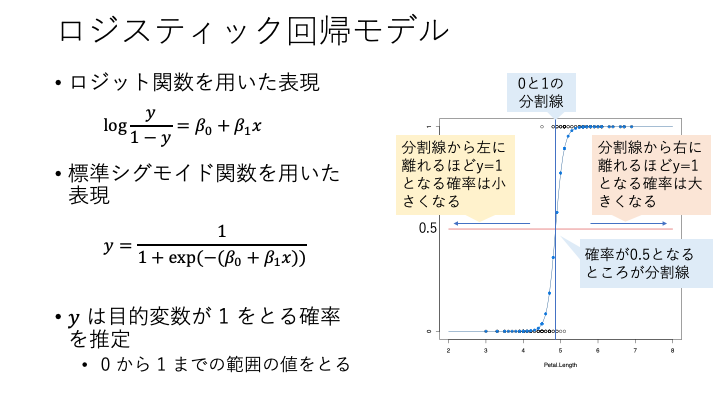 ロジスティック回帰モデル
• ロジット関数を用いた表現
log y/(1 − y) = β₀ + β₁x
• 標準シグモイド関数を用いた
表現
y = 1/(1 + exp(−(β₀ + β₁x)))
• y は目的変数が 1 をとる確率
を推定
• 0 から 1 までの範囲の値をとる
0と1の
分割線
分割線から左に
離れるほどy=1
となる確率は小
さくなる
分割線から右に
離れるほどy=1
となる確率は大
きくなる
確率が0.5となる
ところが分割線
1
0.5
0
2 3 4 5 6 7 8
Petal.Length